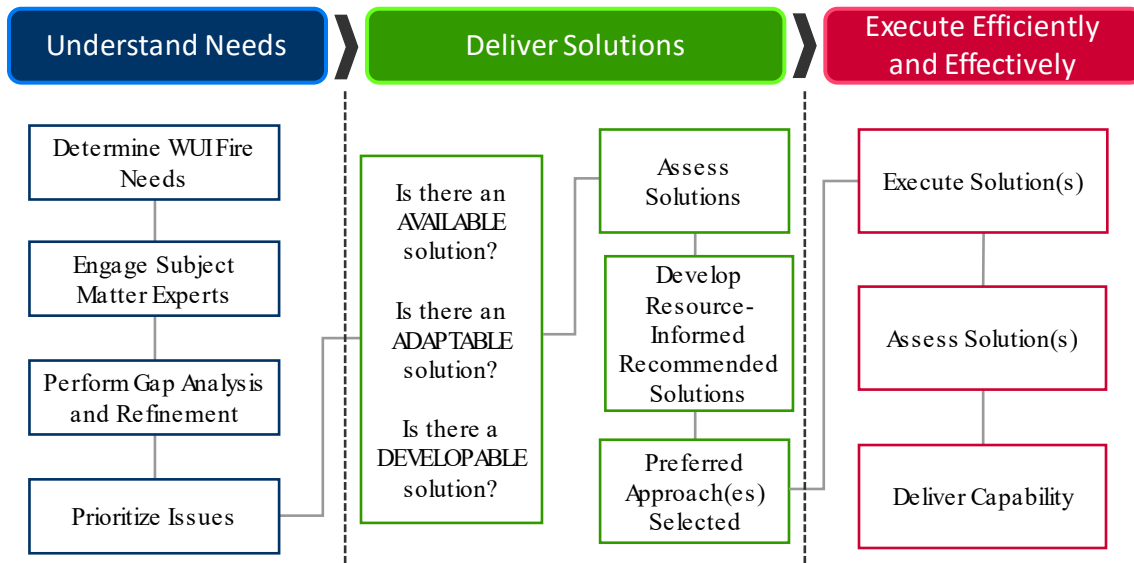 Understand Needs
Deliver Solutions
Execute Efficiently
and Effectively
Determine WUI Fire
Needs
Engage Subject
Matter Experts
Perform Gap Analysis
and Refinement
Prioritize Issues
Is there an
AVAILABLE
solution?
Is there an
ADAPTABLE
solution?
Is there a
DEVELOPABLE
solution?
Assess
Solutions
Develop
Resource-
Informed
Recommended
Solutions
Preferred
Approach(es)
Selected
Execute Solution(s)
Assess Solution(s)
Deliver Capability